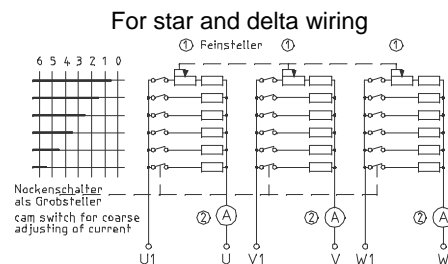 For star and delta wiring
① Feinsteller ① ①
6 5 4 3 2 1 0
Nockenschalter
als Grobsteller
cam switch for coarse
adjusting of current
② A ② A ② A
U1 U V1 V W1 W